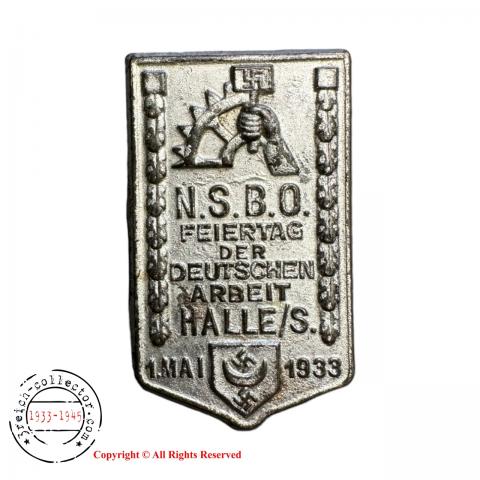 N.S.B.O.
FEIERTAG
DER
DEUTSCHEN
ARBEIT
HALLE/S.
1.MAI 1933
3reich-collector.com
1933-1945
Copyright © All Rights Reserved